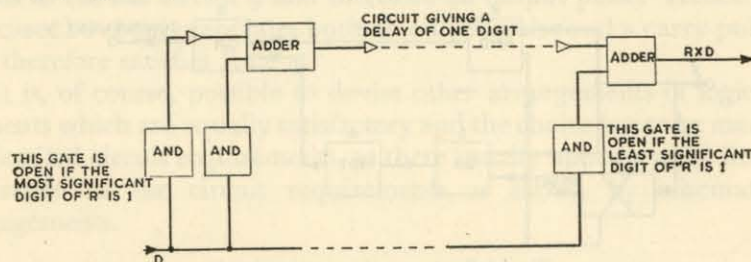 CIRCUIT GIVING A
DELAY OF ONE DIGIT
ADDER
ADDER
RXD
AND
AND
AND
THIS GATE IS
OPEN IF THE
MOST SIGNIFICANT
DIGIT OF "R" IS 1
THIS GATE IS
OPEN IF THE
LEAST SIGNIFICANT
DIGIT OF "R" IS 1
D